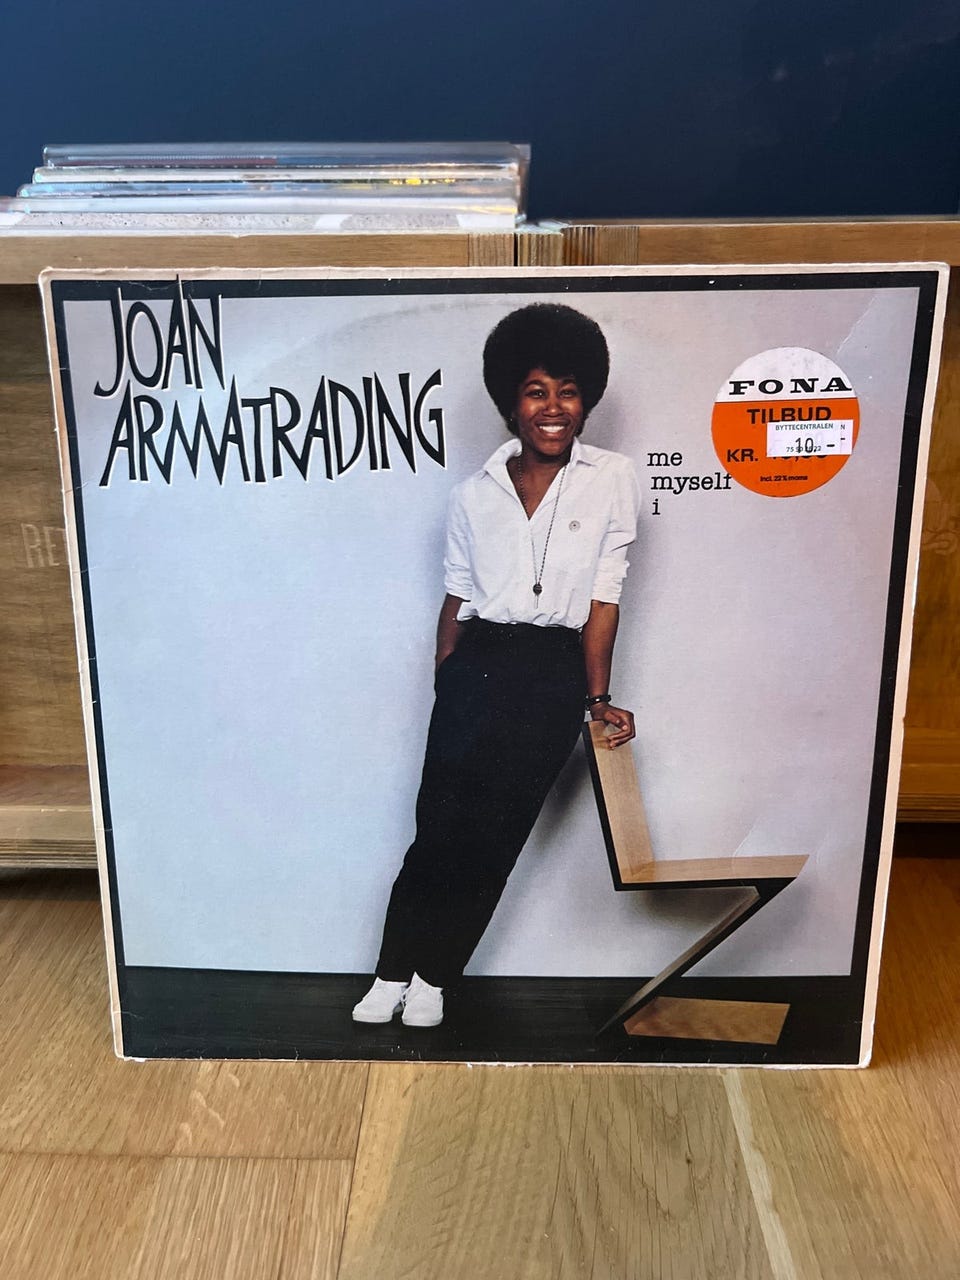 JOAN
ARMATRADING
me
myself
i
FONA
TILBUD
BYTTECENTRALEN
10.--
KR.
Incl. 22% moms